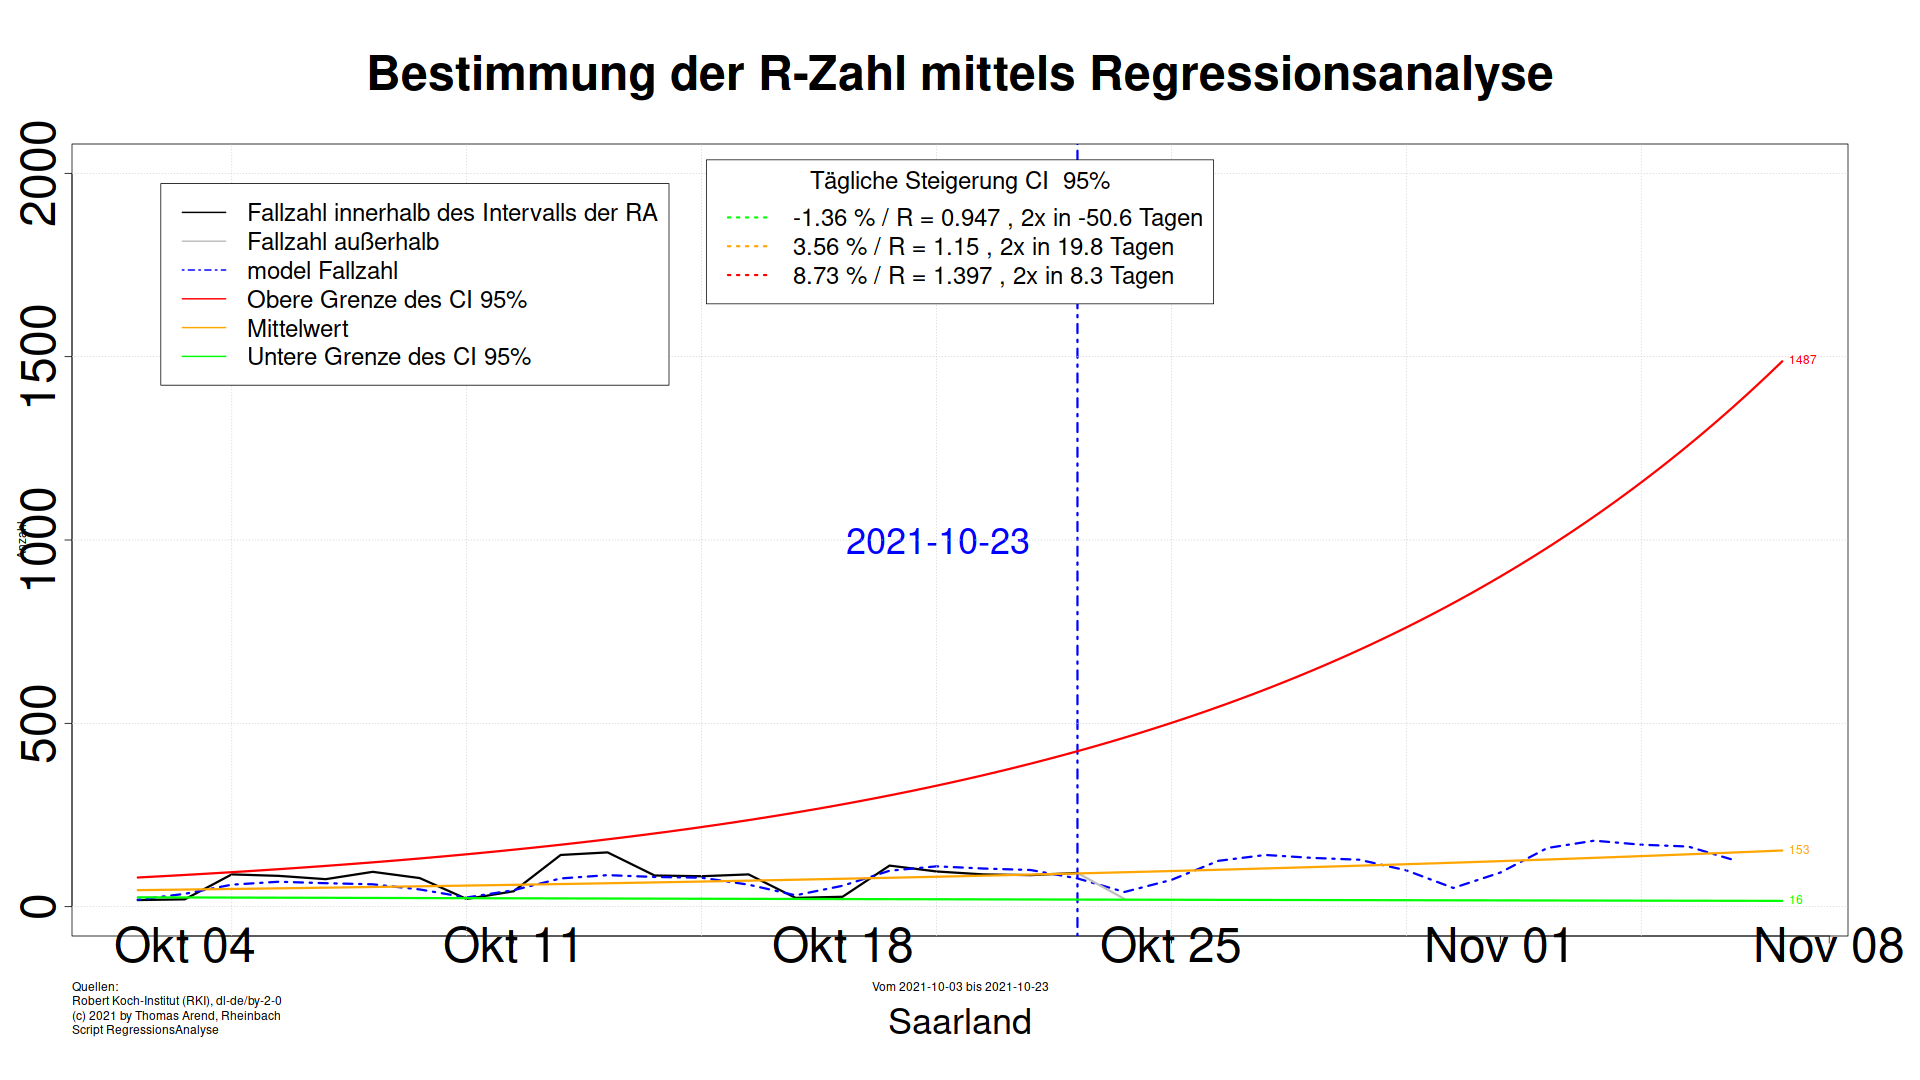 Bestimmung der R-Zahl mittels Regressionsanalyse
2000
1500
1000
500
0
Anzahl
Fallzahl innerhalb des Intervalls der RA
Fallzahl außerhalb
model Fallzahl
Obere Grenze des CI 95%
Mittelwert
Untere Grenze des CI 95%
Tägliche Steigerung CI 95%
-1.36 % / R = 0.947 , 2x in -50.6 Tagen
3.56 % / R = 1.15 , 2x in 19.8 Tagen
8.73 % / R = 1.397 , 2x in 8.3 Tagen
2021-10-23
1487
153
16
Okt 04
Okt 11
Okt 18
Okt 25
Nov 01
Nov 08
Quellen:
Robert Koch-Institut (RKI), dl-de/by-2-0
(c) 2021 by Thomas Arend, Rheinbach
Script RegressionsAnalyse
Vom 2021-10-03 bis 2021-10-23
Saarland